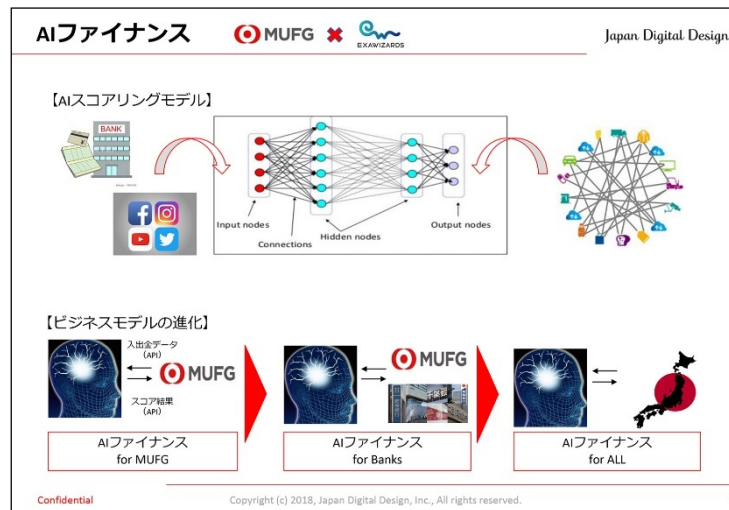 AIファイナンス
MUFG
EXAWIZARDS
Japan Digital Design
【AIスコアリングモデル】
BANK
Input nodes
Connections
Hidden nodes
Output nodes
【ビジネスモデルの進化】
入出金データ
(API)
MUFG
スコア結果
(API)
AIファイナンス
for MUFG
MUFG
千葉銀
AIファイナンス
for Banks
AIファイナンス
for ALL
Confidential
Copyright (c) 2018, Japan Digital Design, Inc., All rights reserved.